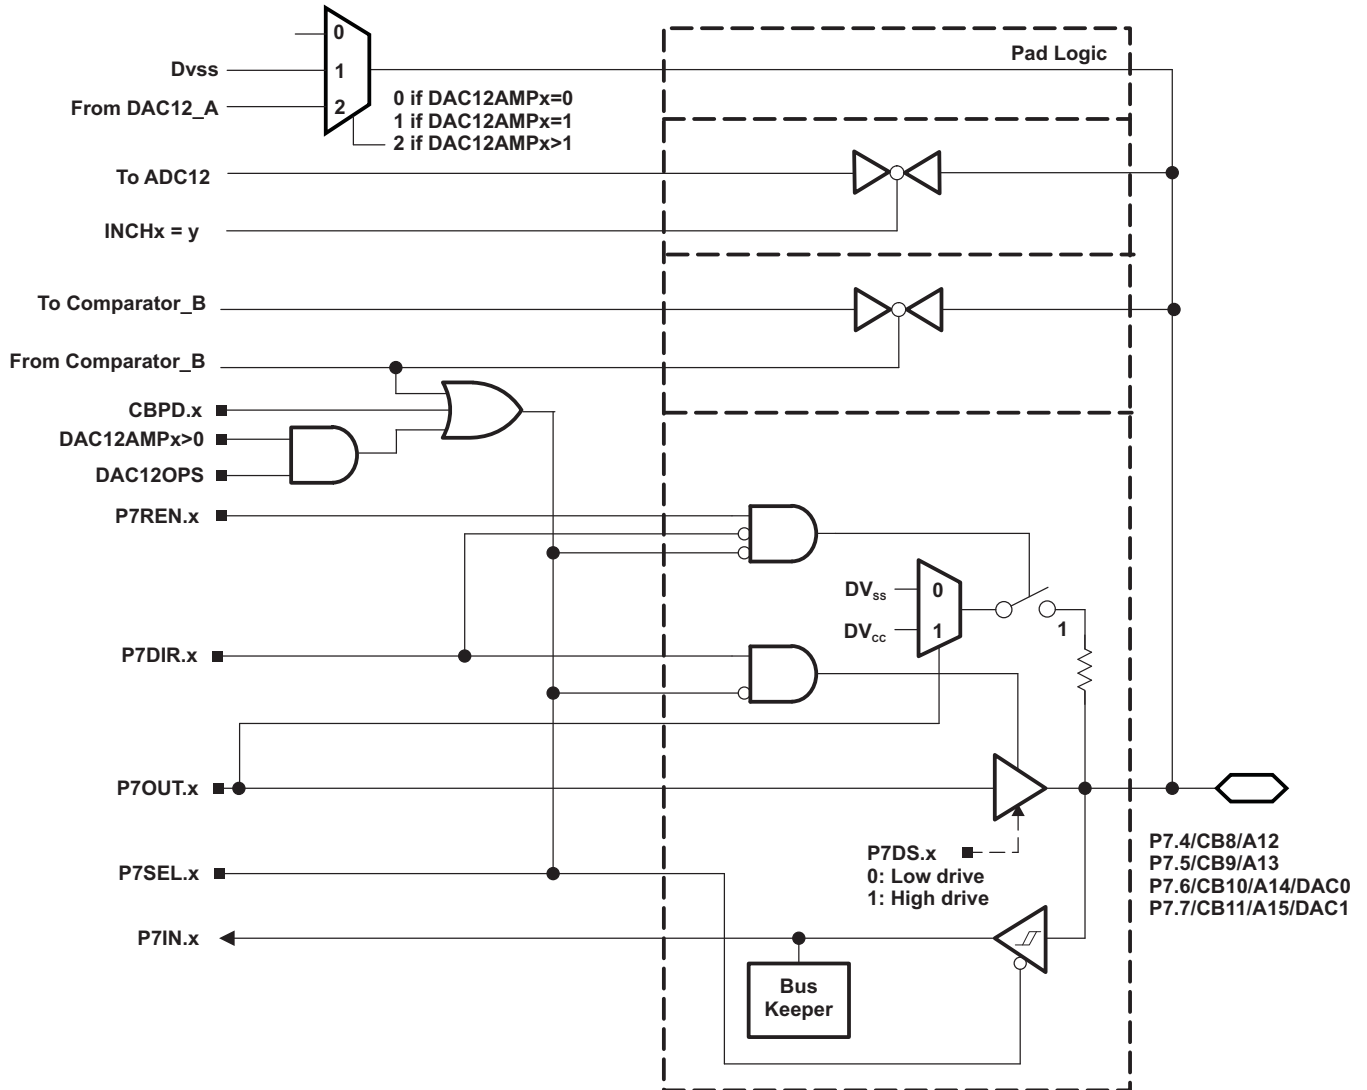 0
Pad Logic
Dvss
1
From DAC12_A
2
0 if DAC12AMPx=0
1 if DAC12AMPx=1
2 if DAC12AMPx>1
To ADC12
INCHx = y
To Comparator_B
From Comparator_B
CBPD.x
DAC12AMPx>0
DAC12OPS
P7REN.x
DVss
0
DVcc
1
1
P7DIR.x
P7OUT.x
P7DS.x
0: Low drive
1: High drive
P7.4/CB8/A12
P7.5/CB9/A13
P7.6/CB10/A14/DAC0
P7.7/CB11/A15/DAC1
P7SEL.x
P7IN.x
Bus
Keeper